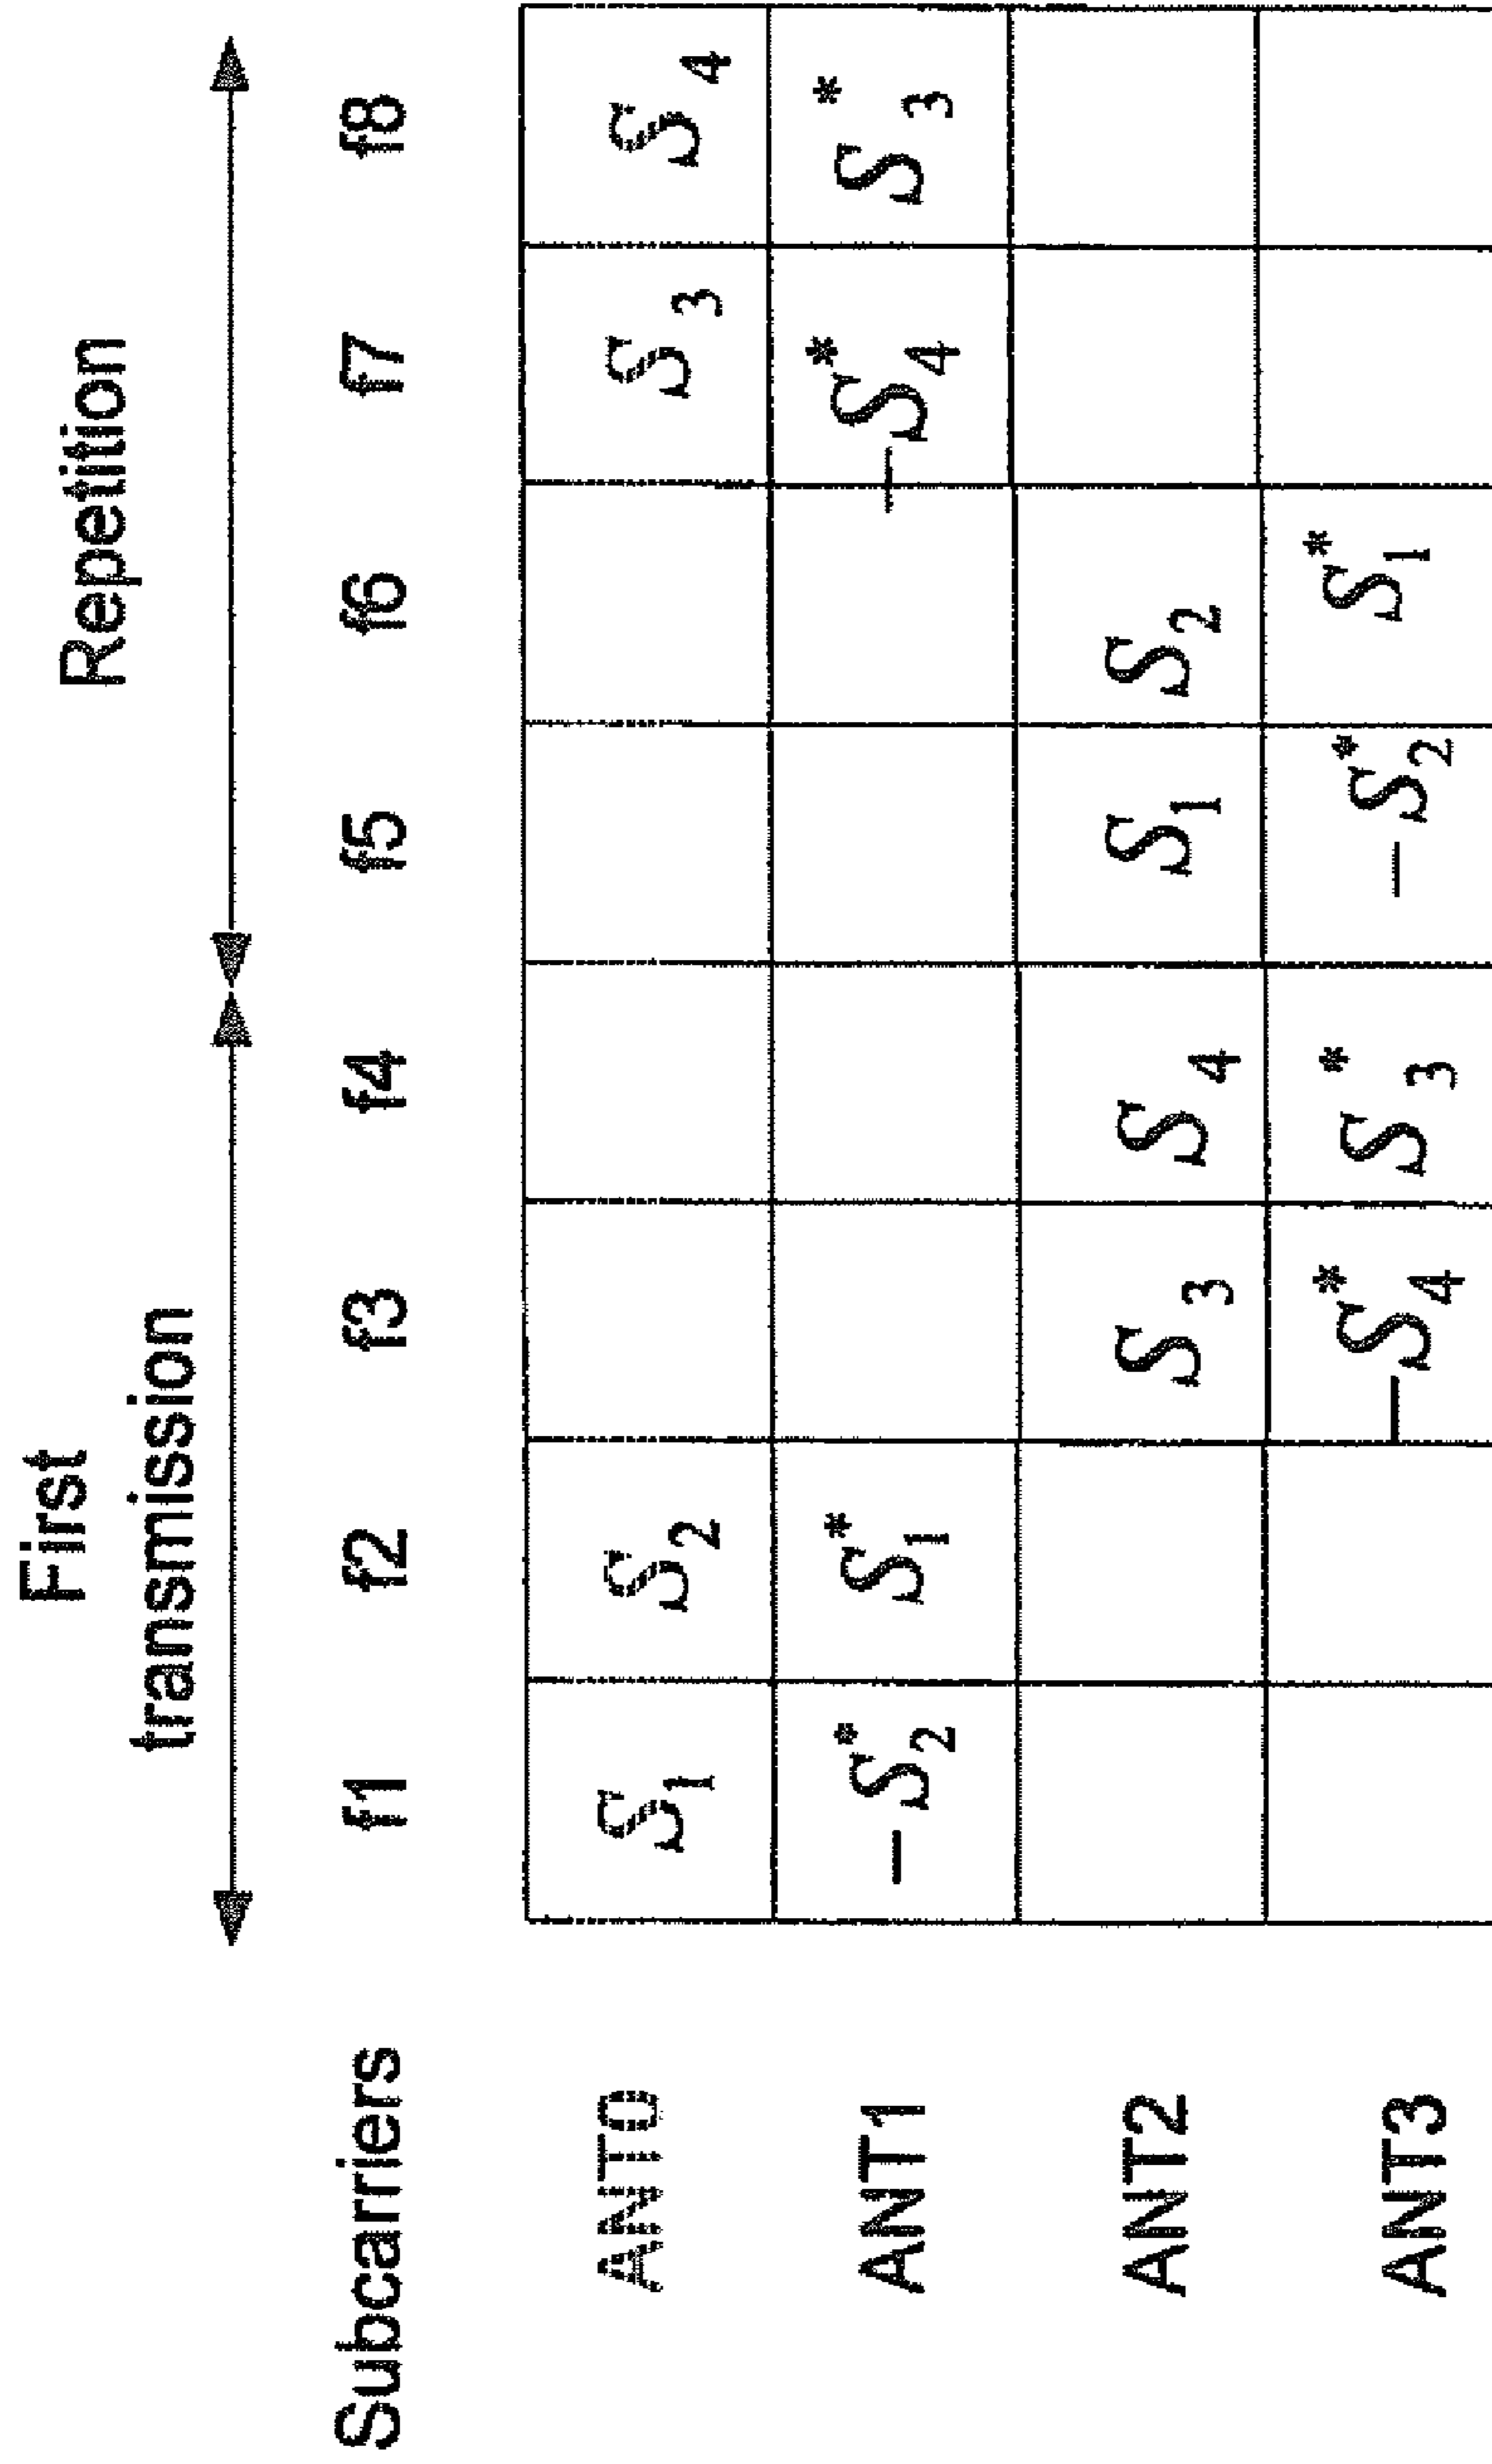 First
transmission
Repetition
Subcarriers f1 f2 f3 f4 f5 f6 f7 f8
ANT0 S1 S2 S3 S4
ANT1 -S2* S1* -S4* S3*
ANT2 S3 S4 S1 S2
ANT3 -S4* S3* -S2* S1*